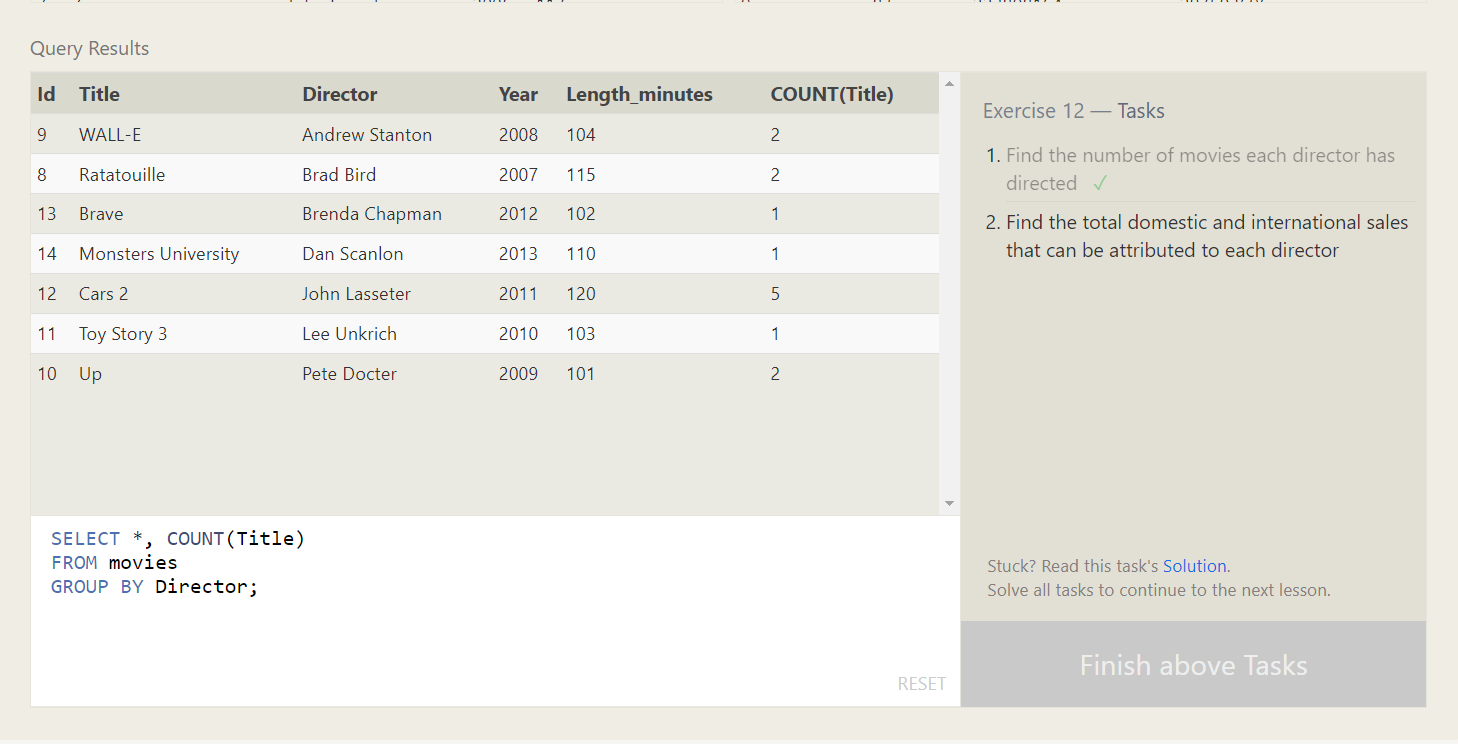 Query Results
Id Title Director Year Length_minutes COUNT(Title)
9 WALL-E Andrew Stanton 2008 104 2
8 Ratatouille Brad Bird 2007 115 2
13 Brave Brenda Chapman 2012 102 1
14 Monsters University Dan Scanlon 2013 110 1
12 Cars 2 John Lasseter 2011 120 5
11 Toy Story 3 Lee Unkrich 2010 103 1
10 Up Pete Docter 2009 101 2
SELECT *, COUNT(Title)
FROM movies
GROUP BY Director;
RESET
Exercise 12 — Tasks
1. Find the number of movies each director has
directed ✓
2. Find the total domestic and international sales
that can be attributed to each director
Stuck? Read this task's Solution.
Solve all tasks to continue to the next lesson.
Finish above Tasks